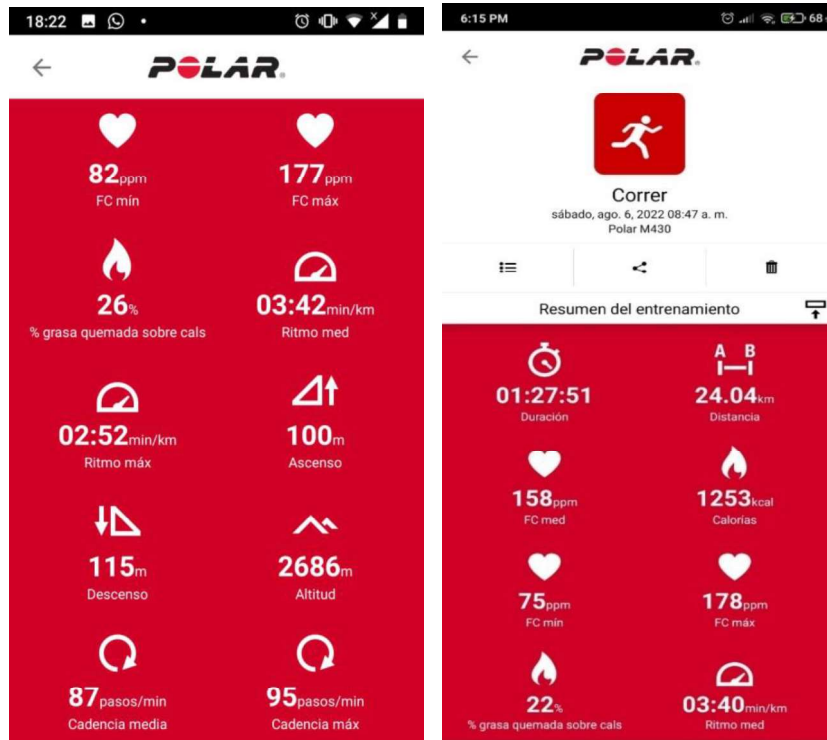 18:22
POLAR
82ppm
FC mín
177ppm
FC máx
26%
% grasa quemada sobre cals
03:42min/km
Ritmo med
02:52min/km
Ritmo máx
100m
Ascenso
115m
Descenso
2686m
Altitud
87pasos/min
Cadencia media
95pasos/min
Cadencia máx
6:15 PM
68
POLAR
Correr
sábado, ago. 6, 2022 08:47 a. m.
Polar M430
Resumen del entrenamiento
01:27:51
Duración
A B
24.04km
Distancia
158ppm
FC med
1253kcal
Calorías
75ppm
FC mín
178ppm
FC máx
22%
% grasa quemada sobre cals
03:40min/km
Ritmo med